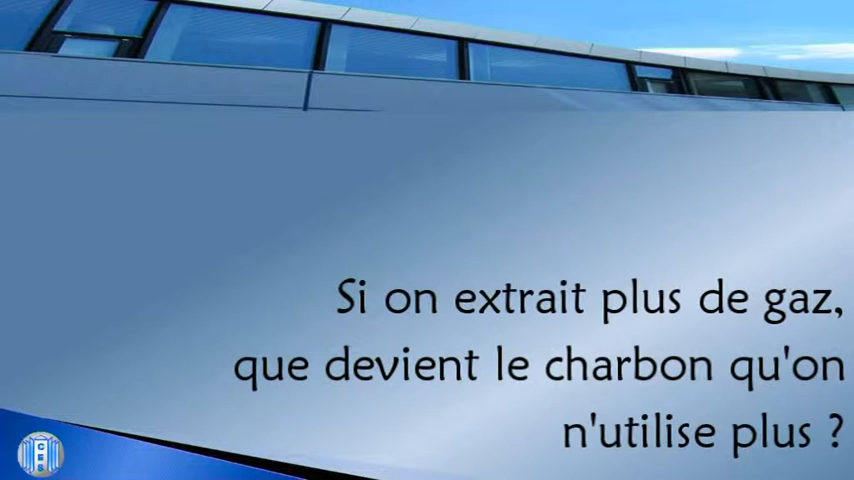 Si on extrait plus de gaz,
que devient le charbon qu'on
n'utilise plus ?
C
E
S